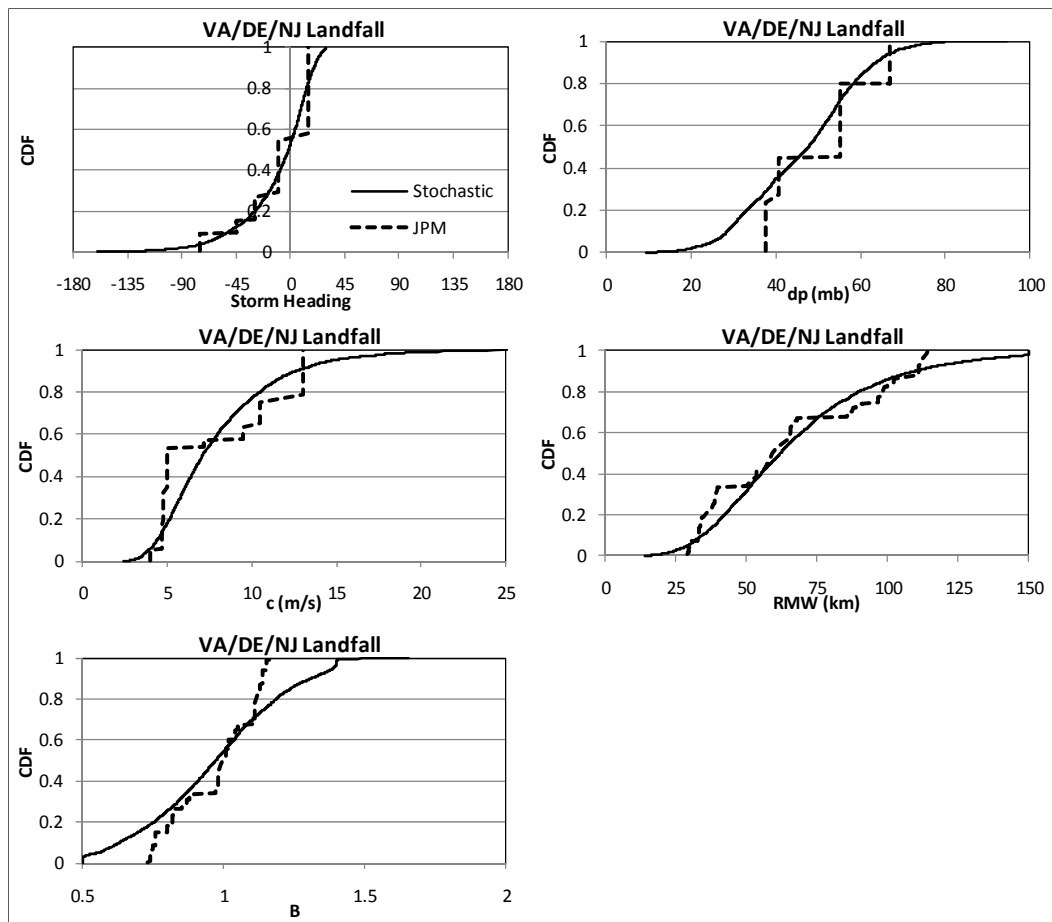 VA/DE/NJ Landfall
1
0.8
0.6
0.4
0.2
0
CDF
Stochastic
JPM
-180 -135 -90 -45 0 45 90 135 180
Storm Heading
VA/DE/NJ Landfall
1
0.8
0.6
0.4
0.2
0
CDF
0 20 40 60 80 100
dp (mb)
VA/DE/NJ Landfall
1
0.8
0.6
0.4
0.2
0
CDF
0 5 10 15 20 25
c (m/s)
VA/DE/NJ Landfall
1
0.8
0.6
0.4
0.2
0
CDF
0 25 50 75 100 125 150
RMW (km)
VA/DE/NJ Landfall
1
0.8
0.6
0.4
0.2
0
CDF
0.5 1 1.5 2
B